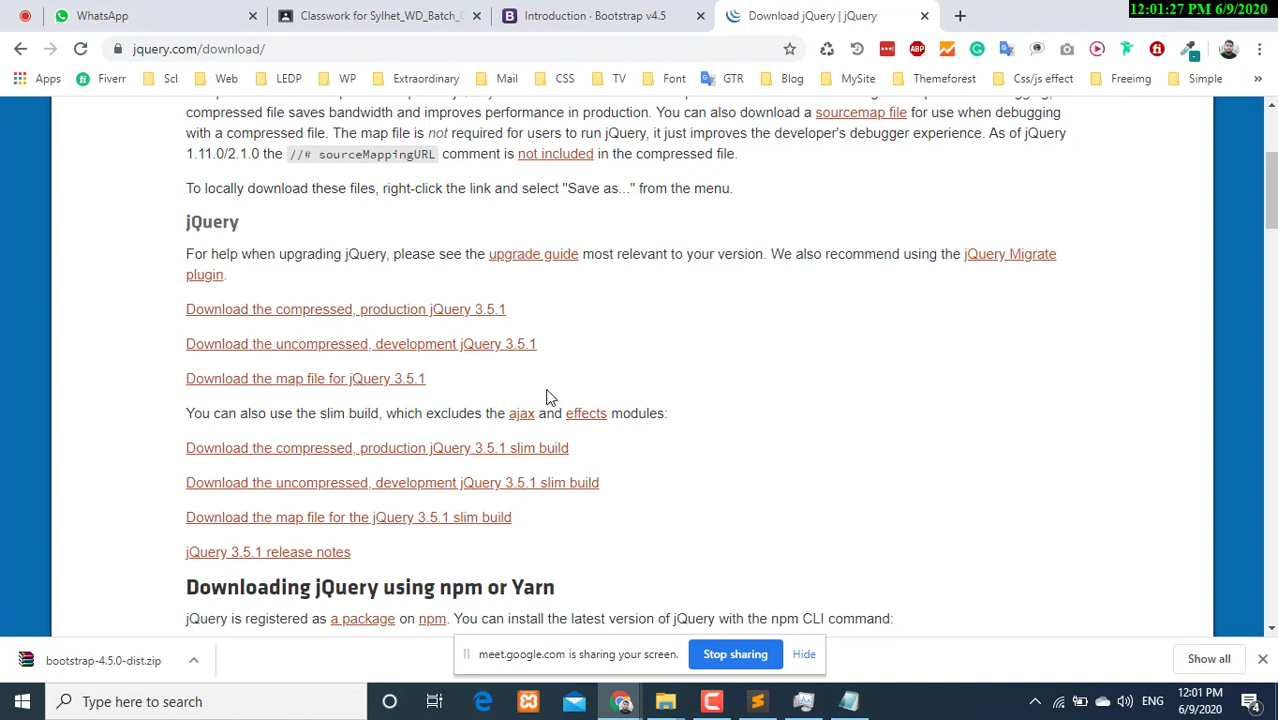 12:01:27 PM 6/9/2020
WhatsApp
Classwork for Sylhet_WD_Batch_
Introduction · Bootstrap v4.5
Download jQuery | jQuery
jquery.com/download/
ABP
Apps
Fiverr
Scl
Web
LEDP
WP
Extraordinary
Mail
CSS
TV
Font
GTR
Blog
MySite
Themeforest
Css/js effect
Freeimg
Simple
compressed file saves bandwidth and improves performance in production. You can also download a sourcemap file for use when debugging
with a compressed file. The map file is not required for users to run jQuery, it just improves the developer's debugger experience. As of jQuery
1.11.0/2.1.0 the //# sourceMappingURL comment is not included in the compressed file.
To locally download these files, right-click the link and select "Save as..." from the menu.
jQuery
For help when upgrading jQuery, please see the upgrade guide most relevant to your version. We also recommend using the jQuery Migrate
plugin.
Download the compressed, production jQuery 3.5.1
Download the uncompressed, development jQuery 3.5.1
Download the map file for jQuery 3.5.1
You can also use the slim build, which excludes the ajax and effects modules:
Download the compressed, production jQuery 3.5.1 slim build
Download the uncompressed, development jQuery 3.5.1 slim build
Download the map file for the jQuery 3.5.1 slim build
jQuery 3.5.1 release notes
Downloading jQuery using npm or Yarn
jQuery is registered as a package on npm. You can install the latest version of jQuery with the npm CLI command:
bootstrap-4.5.0-dist.zip
meet.google.com is sharing your screen.
Stop sharing
Hide
Show all
Type here to search
ENG
12:01 PM
6/9/2020
4